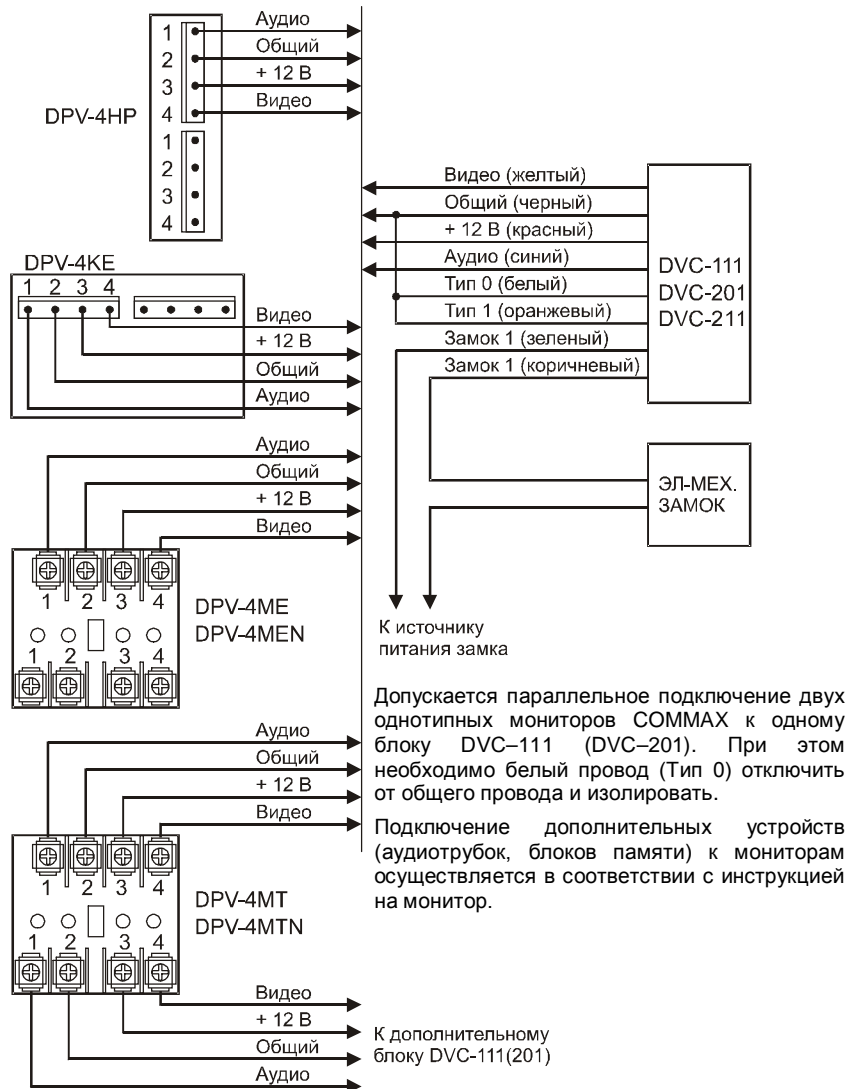 DPV-4HP
1
2
3
4
1
2
3
4
Аудио
Общий
+ 12 В
Видео
DPV-4KE
1 2 3 4
Видео
+ 12 В
Общий
Аудио
Аудио
Общий
+ 12 В
Видео
1 2 3 4
1 2 3 4
DPV-4ME
DPV-4MEN
Аудио
Общий
+ 12 В
Видео
1 2 3 4
1 2 3 4
DPV-4MT
DPV-4MTN
Видео
+ 12 В
Общий
Аудио
К дополнительному
блоку DVC-111(201)
Видео (желтый)
Общий (черный)
+ 12 В (красный)
Аудио (синий)
Тип 0 (белый)
Тип 1 (оранжевый)
Замок 1 (зеленый)
Замок 1 (коричневый)
DVC-111
DVC-201
DVC-211
ЭЛ-МЕХ.
ЗАМОК
К источнику
питания замка
Допускается параллельное подключение двух
однотипных мониторов COMMAX к одному
блоку DVC–111 (DVC–201). При этом
необходимо белый провод (Тип 0) отключить
от общего провода и изолировать.
Подключение дополнительных устройств
(аудиотрубок, блоков памяти) к мониторам
осуществляется в соответствии с инструкцией
на монитор.